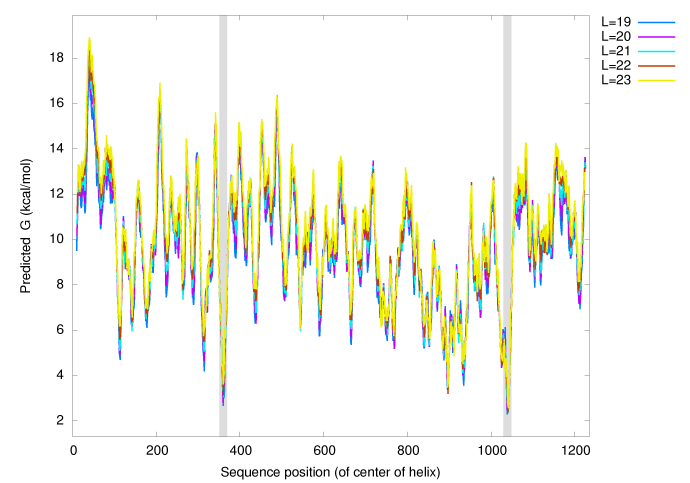 L=19
L=20
L=21
L=22
L=23
18
16
14
12
10
8
6
4
2
Predicted G (kcal/mol)
0
200
400
600
800
1000
1200
Sequence position (of center of helix)